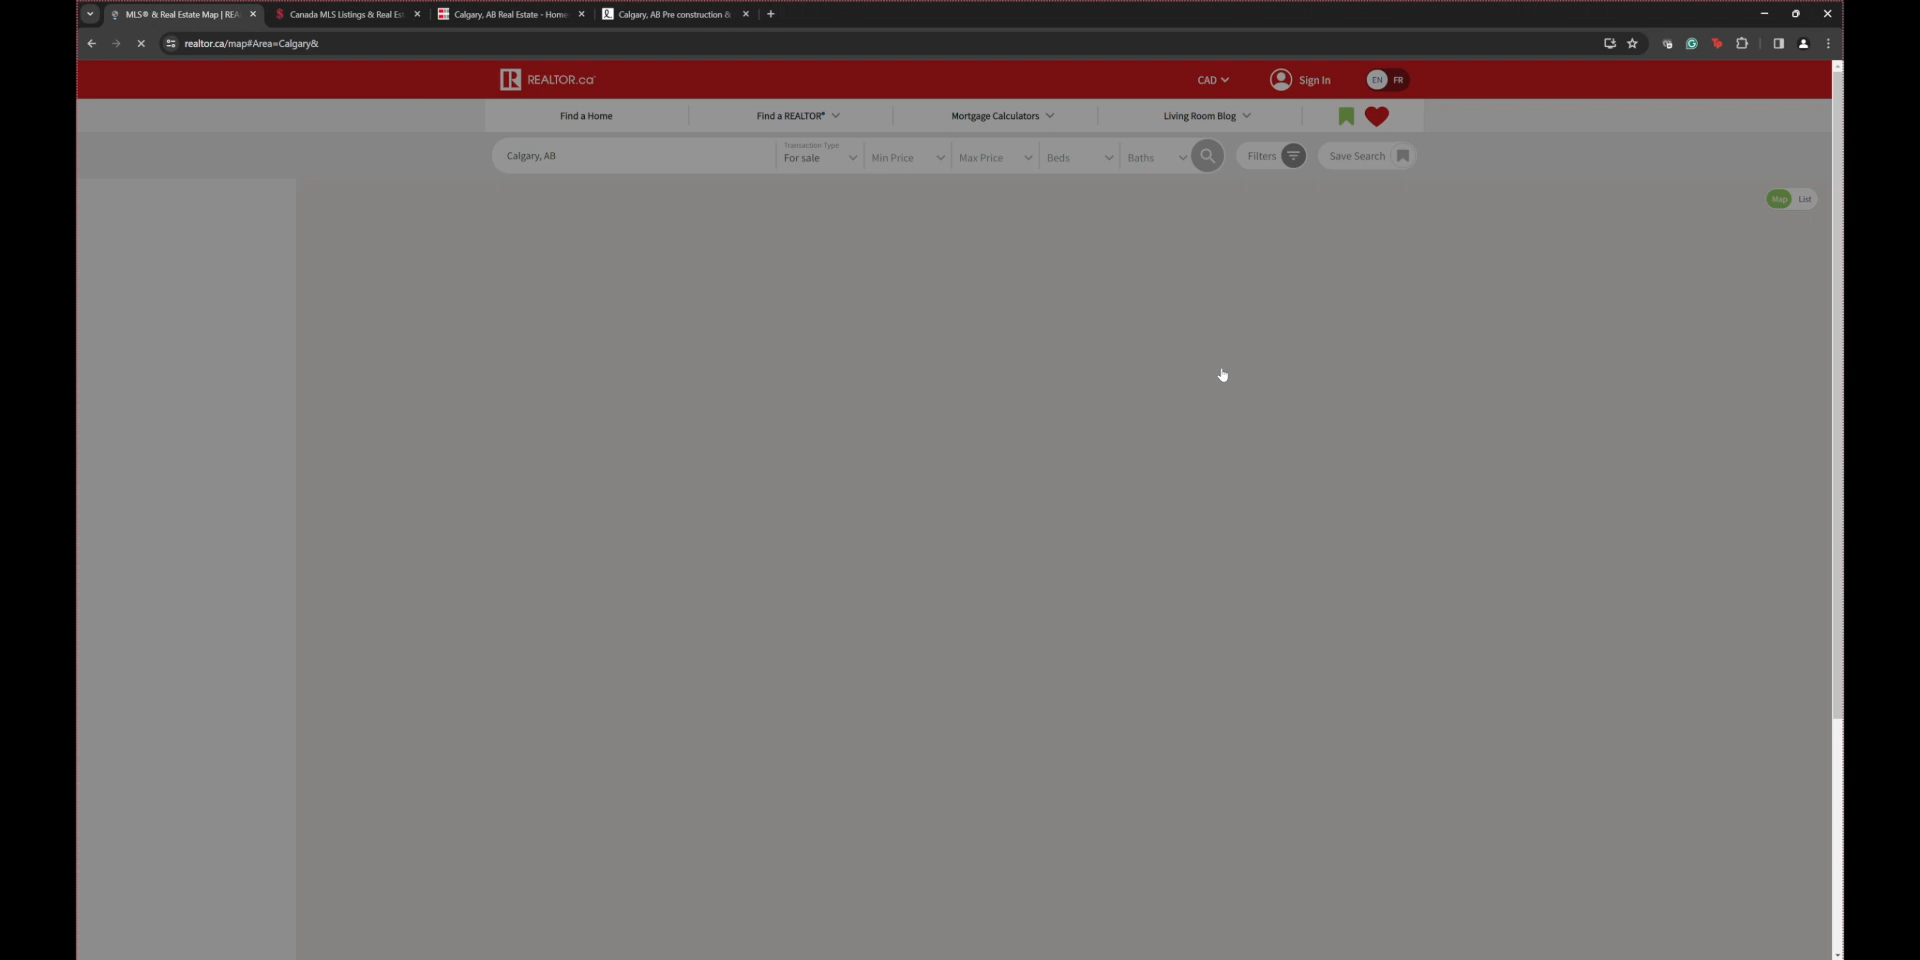 MLS® & Real Estate Map | REA
Canada MLS Listings & Real Est
Calgary, AB Real Estate - Home
Calgary, AB Pre construction &
realtor.ca/map#Area=Calgary&
REALTOR.ca
CAD
Sign In
EN FR
Find a Home
Find a REALTOR®
Mortgage Calculators
Living Room Blog
Calgary, AB
Transaction Type
For sale
Min Price
Max Price
Beds
Baths
Filters
Save Search
Map List